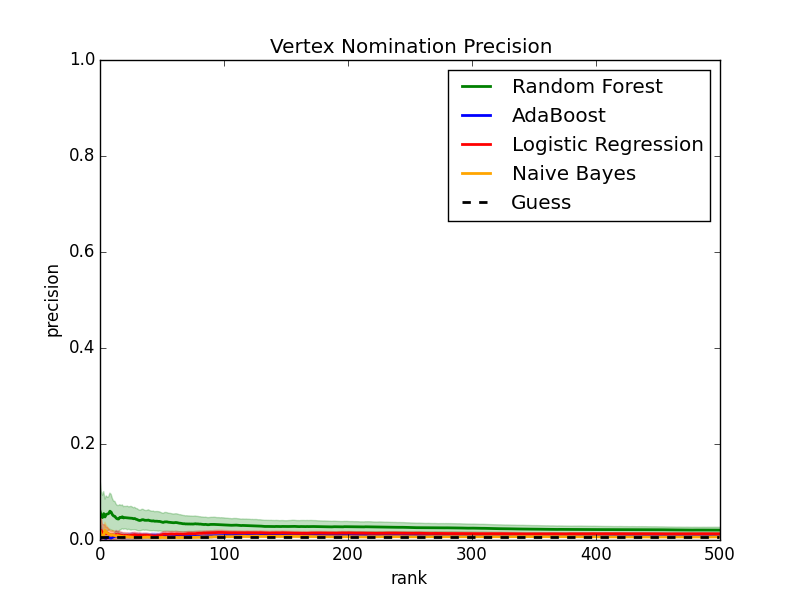 Vertex Nomination Precision
1.0
0.8
0.6
0.4
0.2
0.0
precision
Random Forest
AdaBoost
Logistic Regression
Naive Bayes
Guess
0 100 200 300 400 500
rank